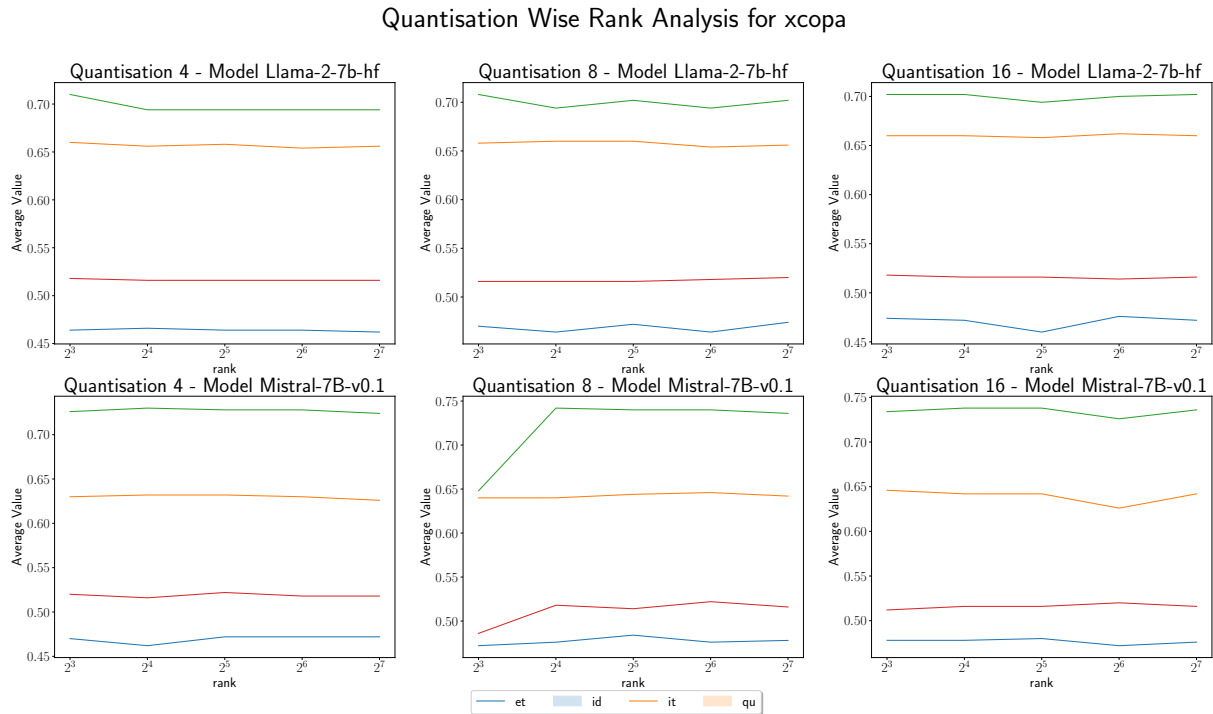 Quantisation Wise Rank Analysis for xcopa
Quantisation 4 - Model Llama-2-7b-hf
0.70
0.65
0.60
0.55
0.50
0.45
Average Value
2³ 2⁴ 2⁵ 2⁶ 2⁷
rank
Quantisation 8 - Model Llama-2-7b-hf
0.70
0.65
0.60
0.55
0.50
Average Value
2³ 2⁴ 2⁵ 2⁶ 2⁷
rank
Quantisation 16 - Model Llama-2-7b-hf
0.70
0.65
0.60
0.55
0.50
0.45
Average Value
2³ 2⁴ 2⁵ 2⁶ 2⁷
rank
Quantisation 4 - Model Mistral-7B-v0.1
0.70
0.65
0.60
0.55
0.50
0.45
Average Value
2³ 2⁴ 2⁵ 2⁶ 2⁷
rank
Quantisation 8 - Model Mistral-7B-v0.1
0.75
0.70
0.65
0.60
0.55
0.50
Average Value
2³ 2⁴ 2⁵ 2⁶ 2⁷
rank
Quantisation 16 - Model Mistral-7B-v0.1
0.75
0.70
0.65
0.60
0.55
0.50
Average Value
2³ 2⁴ 2⁵ 2⁶ 2⁷
rank
et id it qu